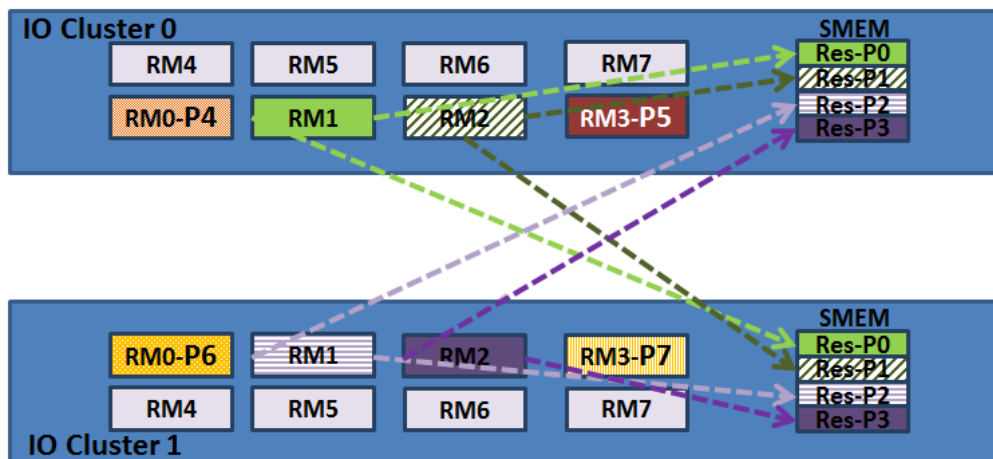 IO Cluster 0
SMEM
RM4 RM5 RM6 RM7
Res-P0
Res-P1
RM0-P4 RM1 RM2 RM3-P5
Res-P2
Res-P3
SMEM
RM0-P6 RM1 RM2 RM3-P7
Res-P0
Res-P1
Res-P2
RM4 RM5 RM6 RM7
Res-P3
IO Cluster 1